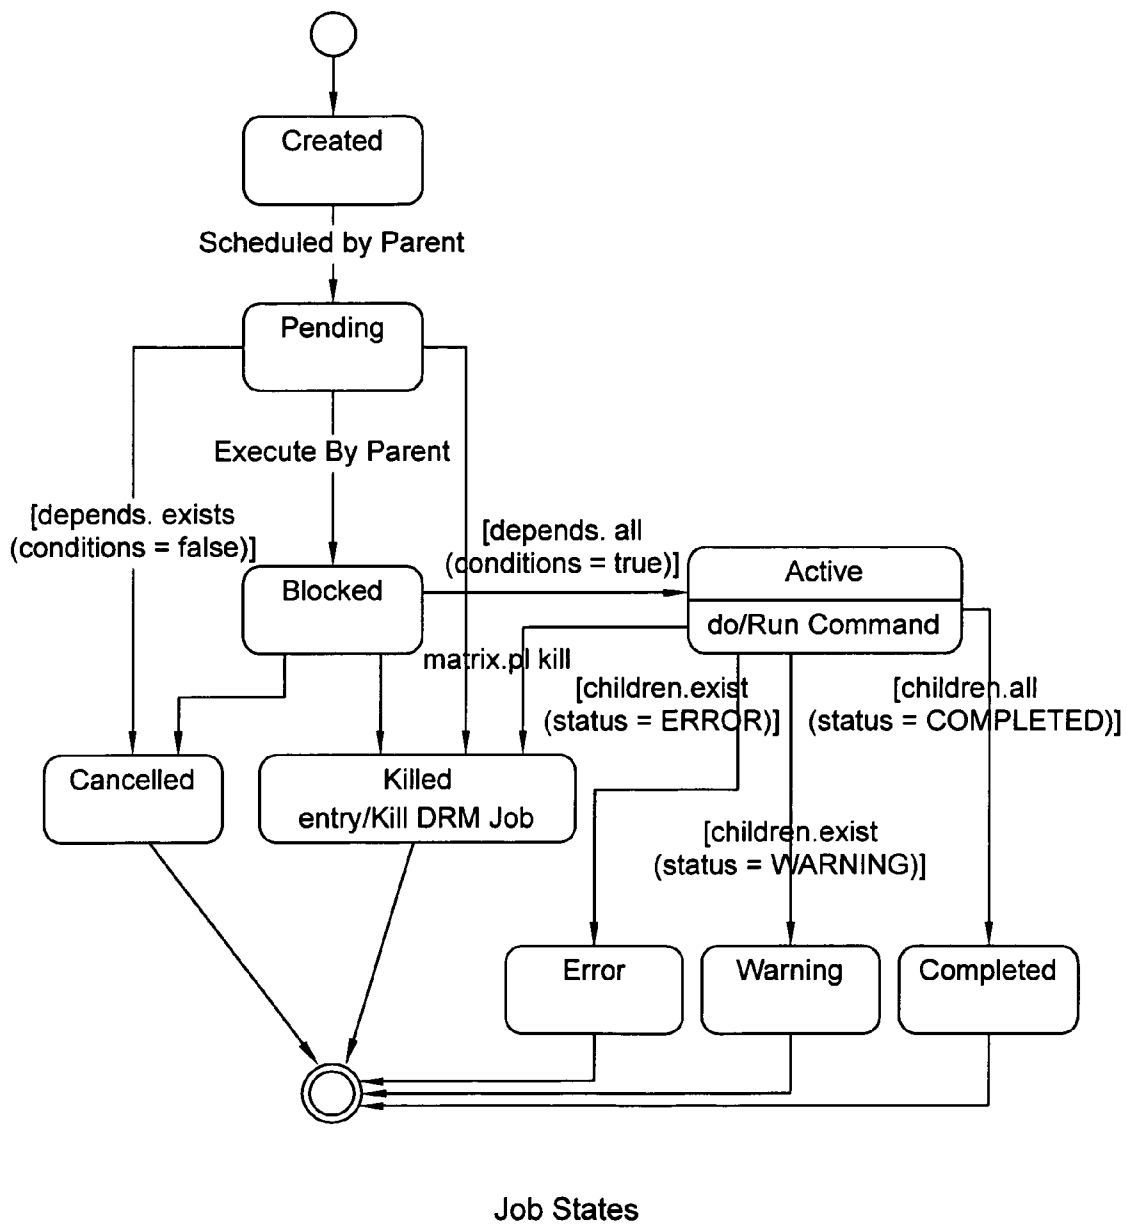 Created
Scheduled by Parent
Pending
Execute By Parent
[depends. exists
(conditions = false)]
[depends. all
(conditions = true)]
Blocked
Active
do/Run Command
matrix.pl kill
[children.exist
(status = ERROR)]
[children.all
(status = COMPLETED)]
Cancelled
Killed
entry/Kill DRM Job
[children.exist
(status = WARNING)]
Error
Warning
Completed
Job States